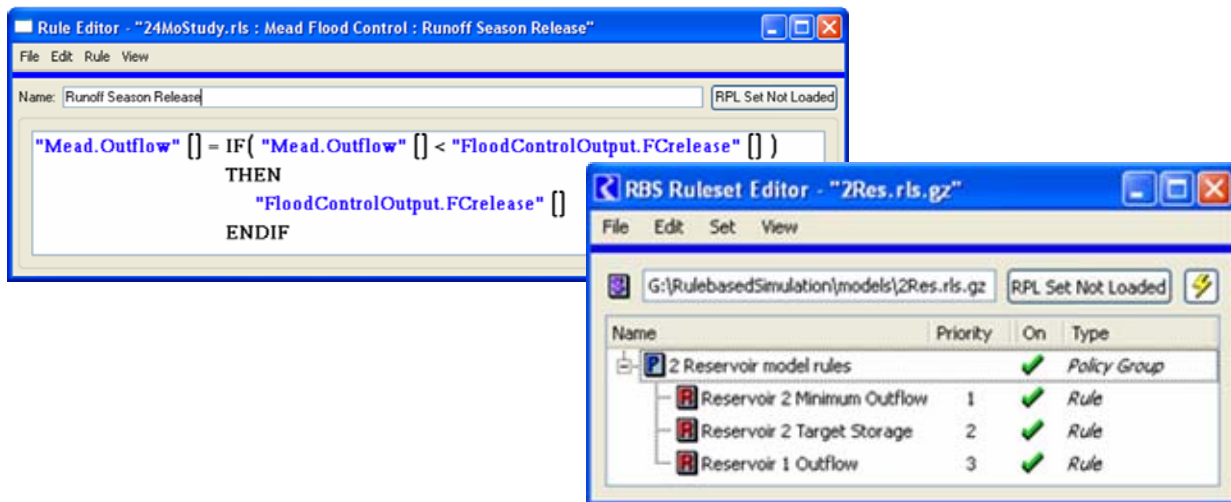 Rule Editor - "24MoStudy.rls : Mead Flood Control : Runoff Season Release"
File Edit Rule View
Name: Runoff Season Release RPL Set Not Loaded
"Mead.Outflow" [] = IF( "Mead.Outflow" [] < "FloodControlOutput.FCrelease" [] )
THEN
"FloodControlOutput.FCrelease" []
ENDIF
RBS Ruleset Editor - "2Res.rls.gz"
File Edit Set View
G:\RulebasedSimulation\models\2Res.rls.gz RPL Set Not Loaded
Name Priority On Type
P 2 Reservoir model rules Policy Group
R Reservoir 2 Minimum Outflow 1 Rule
R Reservoir 2 Target Storage 2 Rule
R Reservoir 1 Outflow 3 Rule